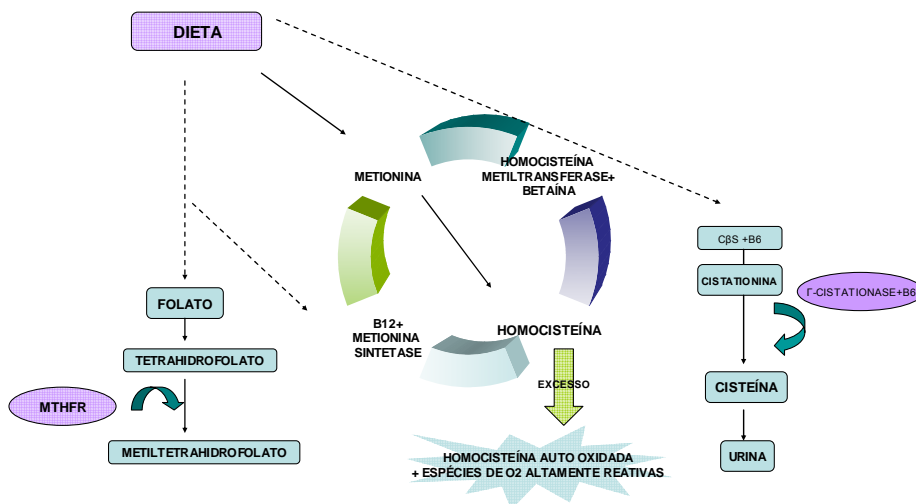 DIETA
METIONINA
HOMOCISTEÍNA
METILTRANSFERASE+
BETAÍNA
CβS +B6
CISTATIONINA
Γ-CISTATIONASE+B6
FOLATO
B12+
METIONINA
SINTETASE
HOMOCISTEÍNA
TETRAHIDROFOLATO
EXCESSO
CISTEÍNA
MTHFR
METILTETRAHIDROFOLATO
HOMOCISTEÍNA AUTO OXIDADA
+ ESPÉCIES DE O2 ALTAMENTE REATIVAS
URINA